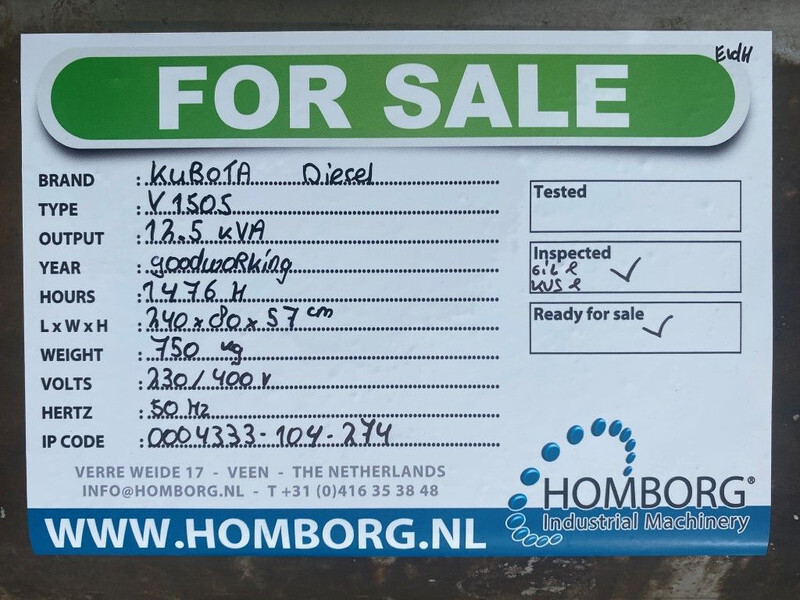 EvdH
FOR SALE
BRAND : KUBOTA Diesel
TYPE : V1505
OUTPUT : 12.5 kVA
YEAR : goodworking
HOURS : 1476 H
L x W x H : 240 x 80 x 57 cm
WEIGHT : 750 kg
VOLTS : 230/400 v
HERTZ : 50 Hz
IP CODE : 0004333-104-274
Tested
Inspected
Ready for sale
VERRE WEIDE 17 - VEEN - THE NETHERLANDS
INFO@HOMBORG.NL - T +31 (0)416 35 38 48
HOMBORG®
Industrial Machinery
WWW.HOMBORG.NL